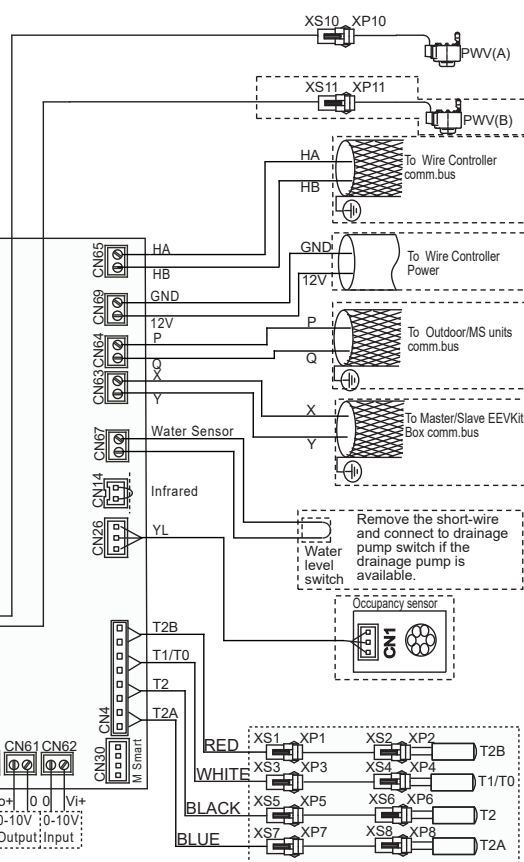 XS10 XP10
PWV(A)
XS11 XP11
PWV(B)
HA
HB
To Wire Controller
comm.bus
CN65
HA
HB
GND
12V
To Wire Controller
Power
CN69
GND
12V
CN64
P
Q
P
Q
To Outdoor/MS units
comm.bus
CN63
X
Y
X
Y
To Master/Slave EEVKit
Box comm.bus
CN67
Water Sensor
CN14
Infrared
CN26
YL
Water
level
switch
Remove the short-wire
and connect to drainage
pump switch if the
drainage pump is
available.
Occupancy sensor
CN1
CN4
T2B
T1/T0
T2
T2A
CN30
M Smart
RED
XS1 XP1
XS2 XP2
T2B
WHITE
XS3 XP3
XS4 XP4
T1/T0
BLACK
XS5 XP5
XS6 XP6
T2
BLUE
XS7 XP7
XS8 XP8
T2A
CN61 CN62
o+ 0 0 Vi+
0-10V 0-10V
Output Input